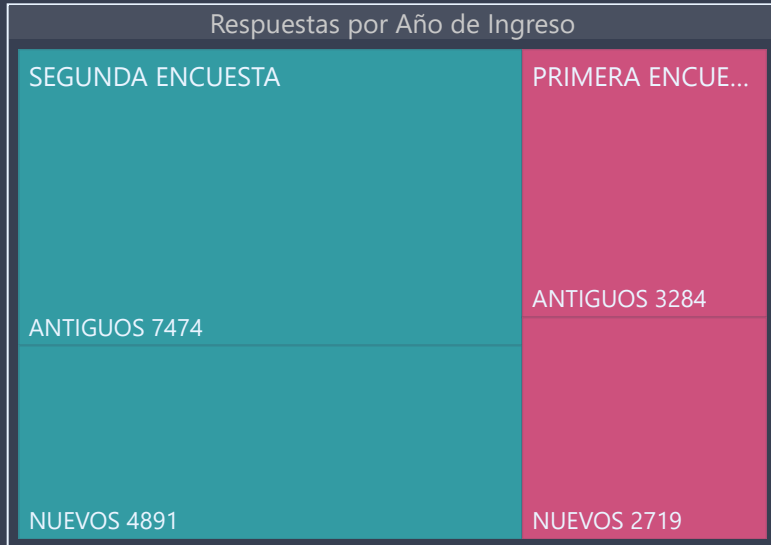 Respuestas por Año de Ingreso
SEGUNDA ENCUESTA
ANTIGUOS 7474
NUEVOS 4891
PRIMERA ENCUE...
ANTIGUOS 3284
NUEVOS 2719